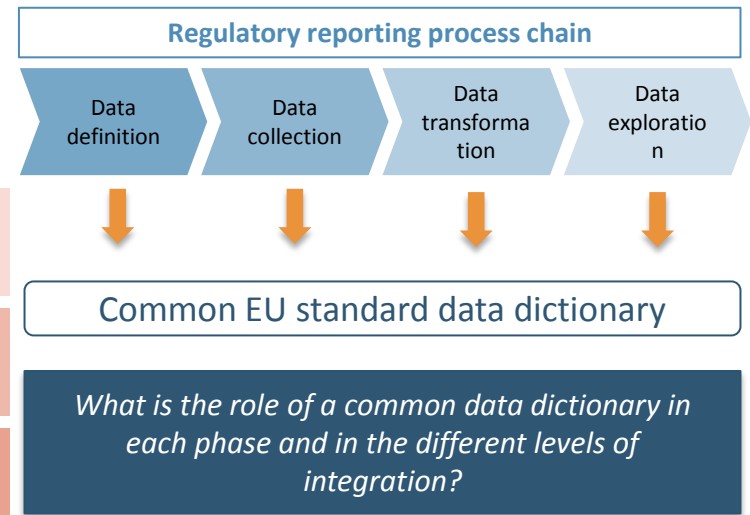 Regulatory reporting process chain
Data
definition
Data
collection
Data
transforma
tion
Data
exploratio
n
Common EU standard data dictionary
What is the role of a common data dictionary in
each phase and in the different levels of
integration?